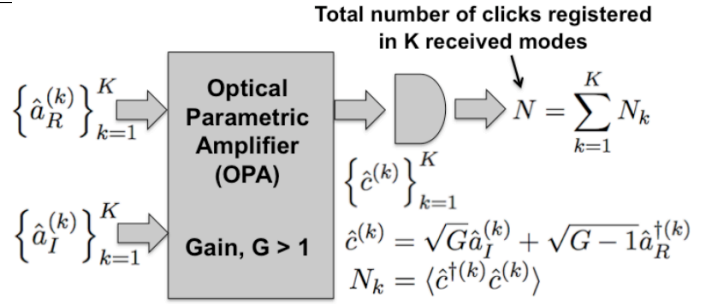 Total number of clicks registered
in K received modes
{â_R^(k)}_{k=1}^K
Optical
Parametric
Amplifier
(OPA)
N = ∑_{k=1}^K N_k
{ĉ^(k)}_{k=1}^K
{â_I^(k)}_{k=1}^K
Gain, G > 1
ĉ^(k) = √G â_I^(k) + √(G − 1) â_R^†(k)
N_k = ⟨ĉ^†(k) ĉ^(k)⟩